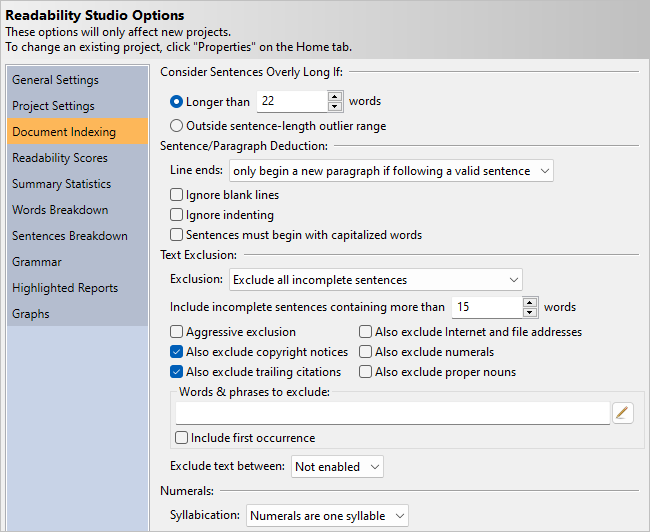 Readability Studio Options
These options will only affect new projects.
To change an existing project, click "Properties" on the Home tab.
General Settings
Project Settings
Document Indexing
Readability Scores
Summary Statistics
Words Breakdown
Sentences Breakdown
Grammar
Highlighted Reports
Graphs
Consider Sentences Overly Long If:
Longer than 22 words
Outside sentence-length outlier range
Sentence/Paragraph Deduction:
Line ends: only begin a new paragraph if following a valid sentence
Ignore blank lines
Ignore indenting
Sentences must begin with capitalized words
Text Exclusion:
Exclusion: Exclude all incomplete sentences
Include incomplete sentences containing more than 15 words
Aggressive exclusion Also exclude Internet and file addresses
Also exclude copyright notices Also exclude numerals
Also exclude trailing citations Also exclude proper nouns
Words & phrases to exclude:
Include first occurrence
Exclude text between: Not enabled
Numerals:
Syllabication: Numerals are one syllable